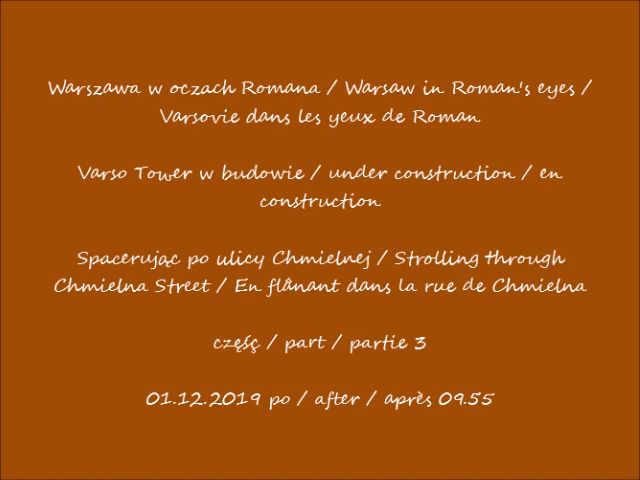 Warszawa w oczach Romana / Warsaw in Roman's eyes /
Varsovie dans les yeux de Roman
Varso Tower w budowie / under construction / en
construction
Spacerując po ulicy Chmielnej / Strolling through
Chmielna Street / En flânant dans la rue de Chmielna
częśç / part / partie 3
01.12.2019 po / after / après 09.55